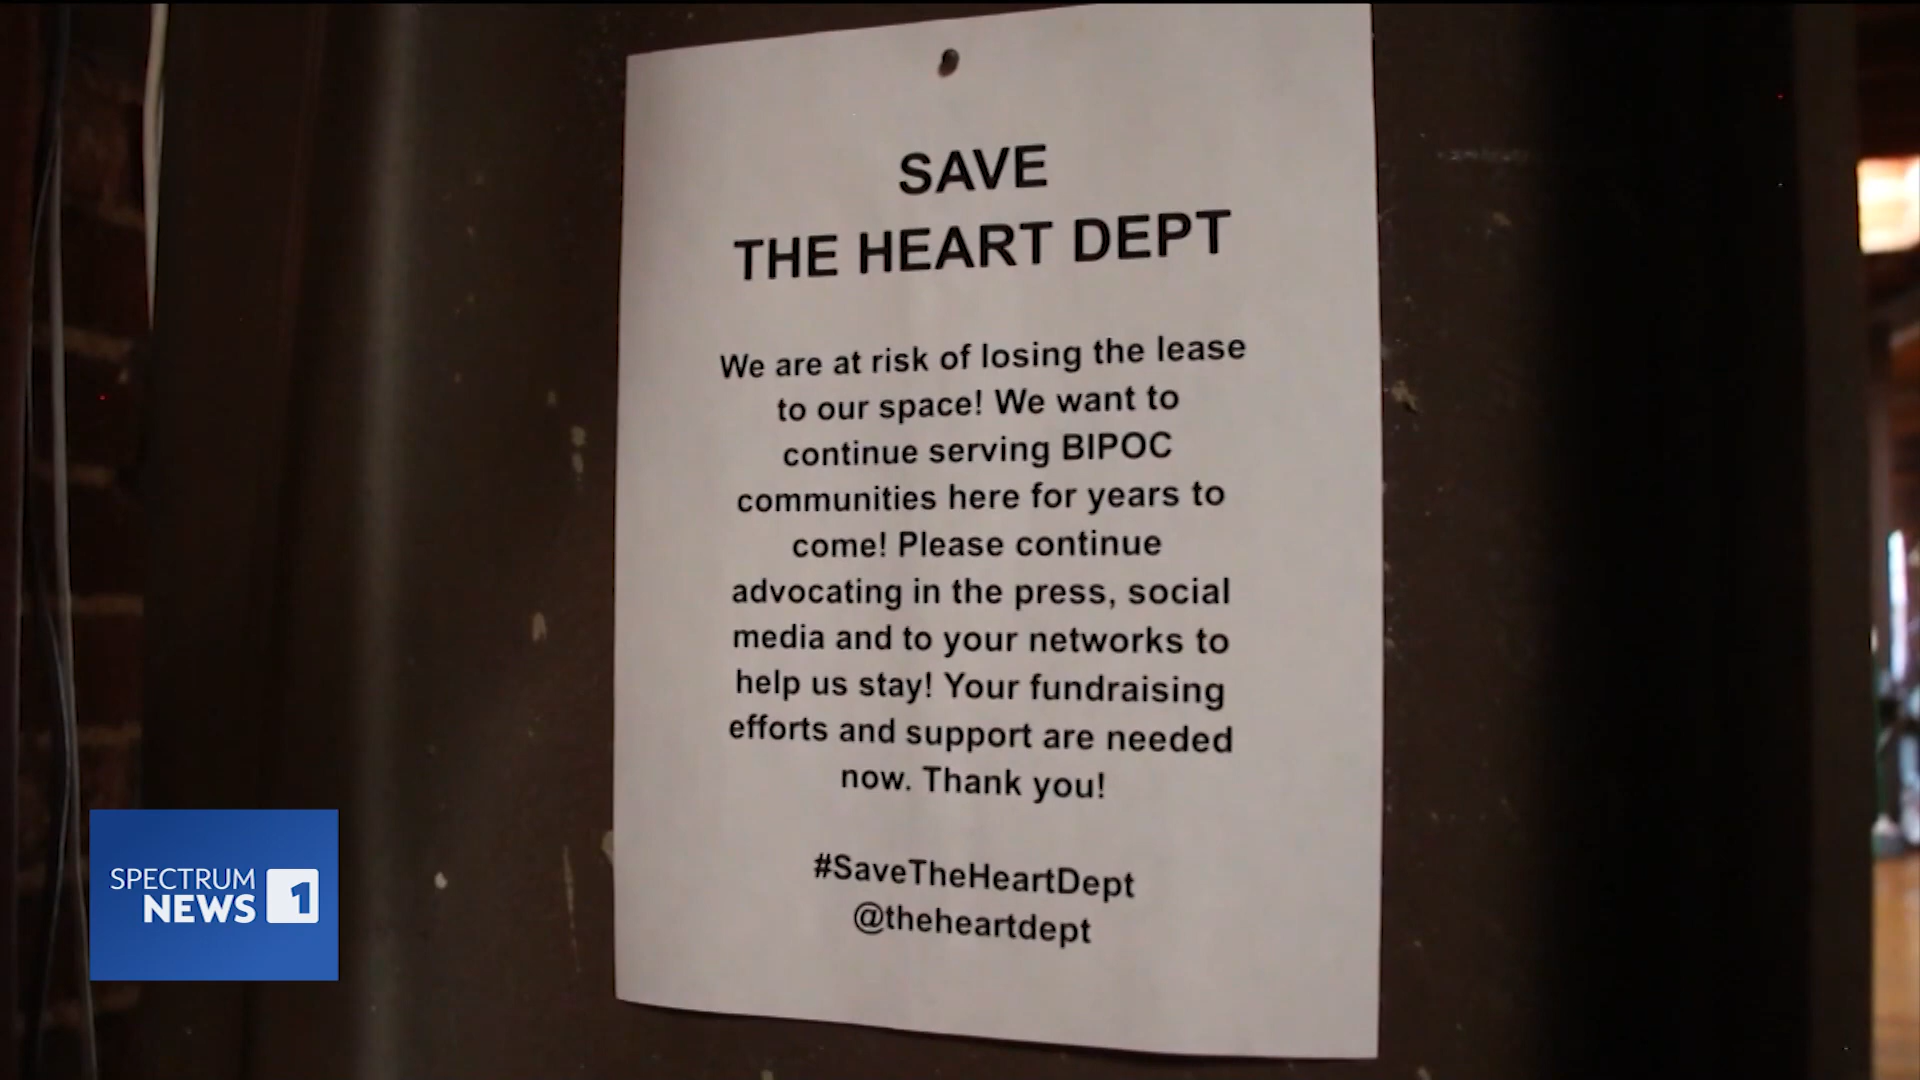 SAVE
THE HEART DEPT
We are at risk of losing the lease
to our space! We want to
continue serving BIPOC
communities here for years to
come! Please continue
advocating in the press, social
media and to your networks to
help us stay! Your fundraising
efforts and support are needed
now. Thank you!
#SaveTheHeartDept
@theheartdept
SPECTRUM
NEWS 1